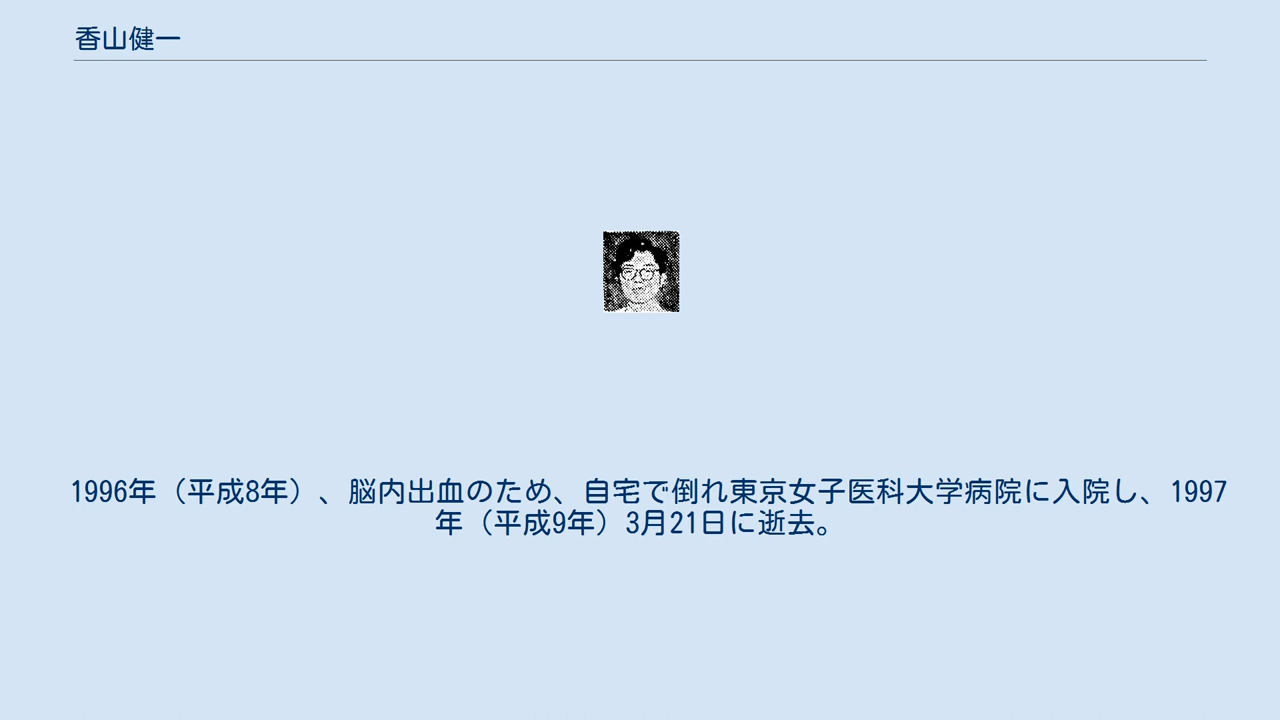 香山健一
1996年（平成8年）、脳内出血のため、自宅で倒れ東京女子医科大学病院に入院し、1997
年（平成9年）3月21日に逝去。